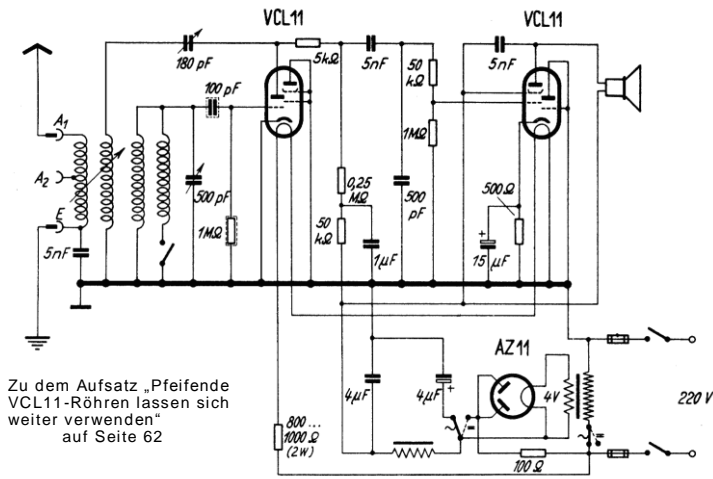 VCL11
VCL11
180 pF
5kΩ
5nF
5nF
100 pF
50
kΩ
A1
A2
E
500 pF
1MΩ
0,25
MΩ
500
pF
1MΩ
500Ω
50
kΩ
5nF
1µF
+
15 µF
AZ11
4µF
+
4µF
4V
220 V
~
=
~
=
800...
1000 Ω
(2W)
100 Ω
Zu dem Aufsatz „Pfeifende
VCL11-Röhren lassen sich
weiter verwenden"
auf Seite 62